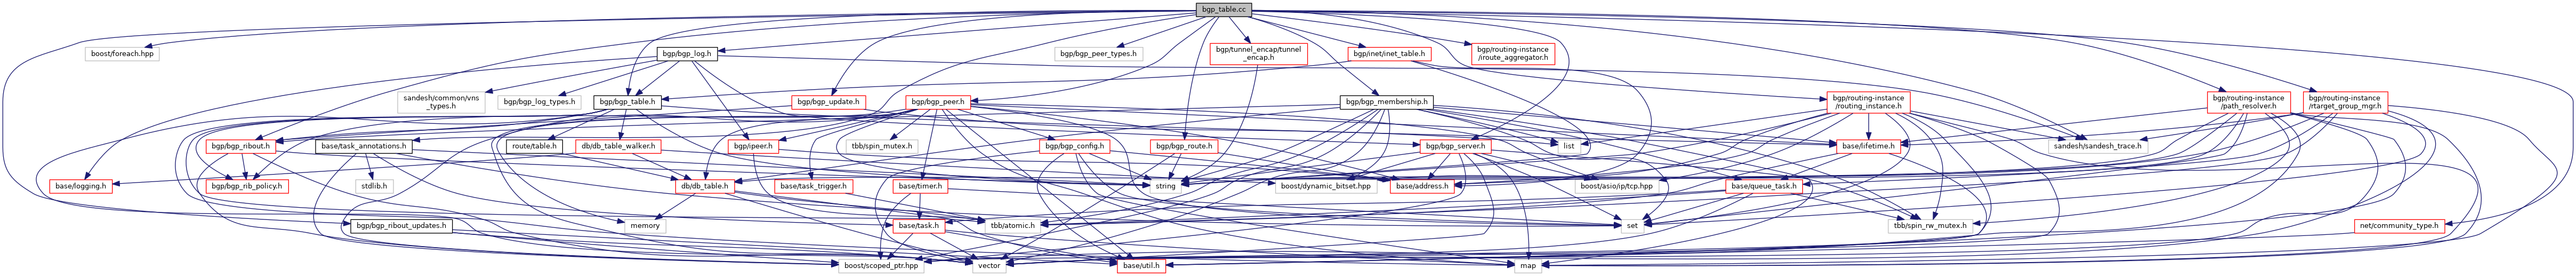 bgp_table.cc
boost/foreach.hpp
bgp/bgp_log.h
bgp/bgp_peer_types.h
bgp/tunnel_encap/tunnel
_encap.h
bgp/inet/inet_table.h
bgp/routing-instance
/iroute_aggregator.h
sandesh/common/vns
_types.h
bgp/bgp_log_types.h
bgp/bgp_table.h
bgp/bgp_update.h
bgp/bgp_peer.h
bgp/bgp_membership.h
bgp/routing-instance
/routing_instance.h
bgp/routing-instance
/path_resolver.h
bgp/routing-instance
/rtarget_group_mgr.h
bgp/bgp_ribout.h
base/task_annotations.h
route/table.h
db/db_table_walker.h
bgp/ipeer.h
tbb/spin_mutex.h
bgp/bgp_config.h
bgp/bgp_route.h
bgp/bgp_server.h
list
base/lifetime.h
sandesh/sandesh_trace.h
base/logging.h
bgp/bgp_rib_policy.h
stdlib.h
db/db_table.h
base/task_trigger.h
base/timer.h
string
boost/dynamic_bitset.hpp
base/address.h
boost/asio/ip/tcp.hpp
base/queue_task.h
bgp/bgp_ribout_updates.h
memory
base/task.h
tbb/atomic.h
set
tbb/spin_rw_mutex.h
net/community_type.h
boost/scoped_ptr.hpp
vector
base/util.h
map